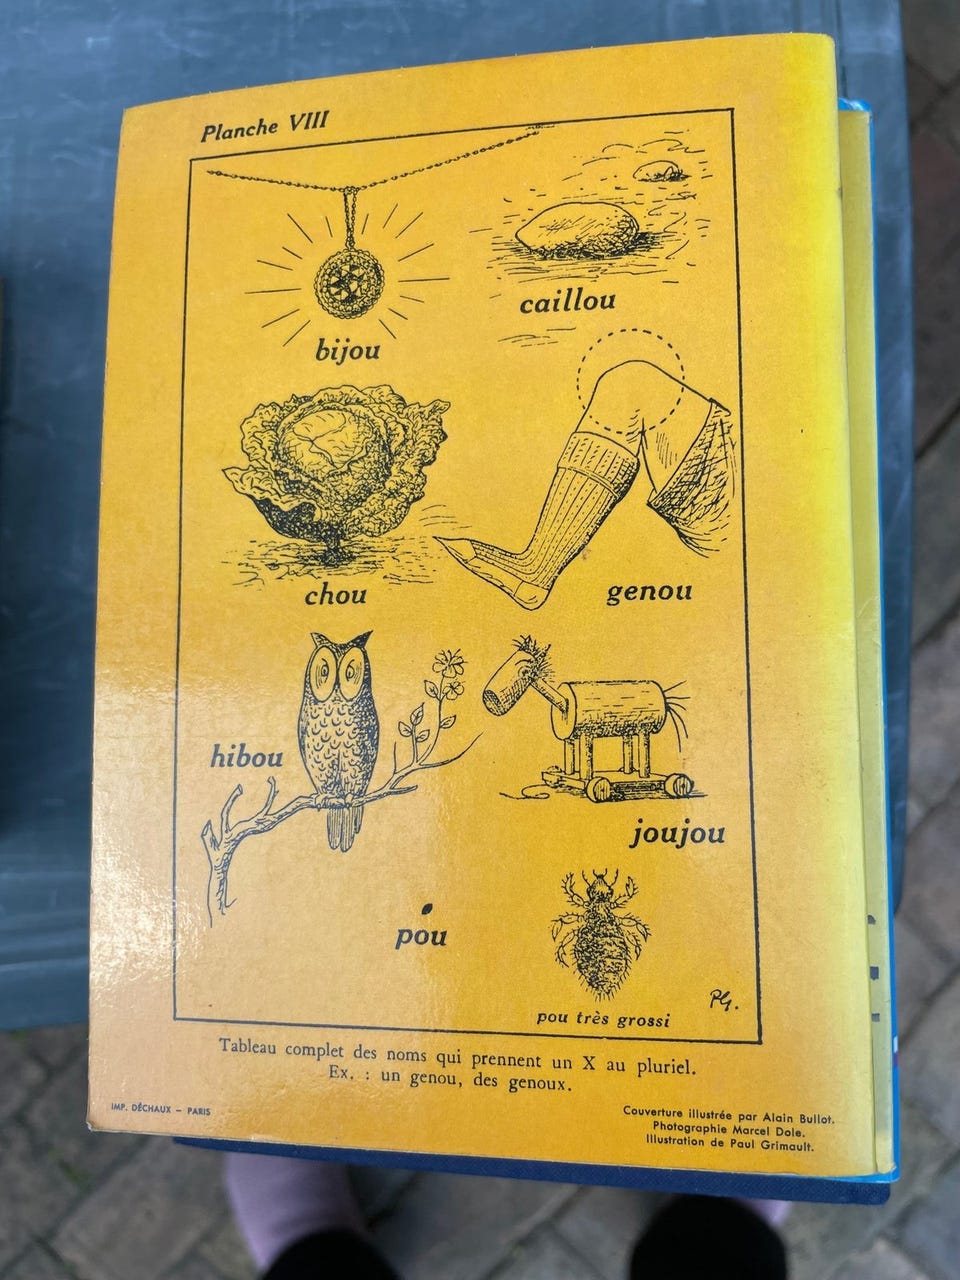 Planche VIII
bijou
caillou
chou
genou
hibou
joujou
pou
pou très grossi
PG.
Tableau complet des noms qui prennent un X au pluriel.
Ex. : un genou, des genoux.
IMP. DÉCHAUX – PARIS
Couverture illustrée par Alain Bullot.
Photographie Marcel Dole.
Illustration de Paul Grimault.